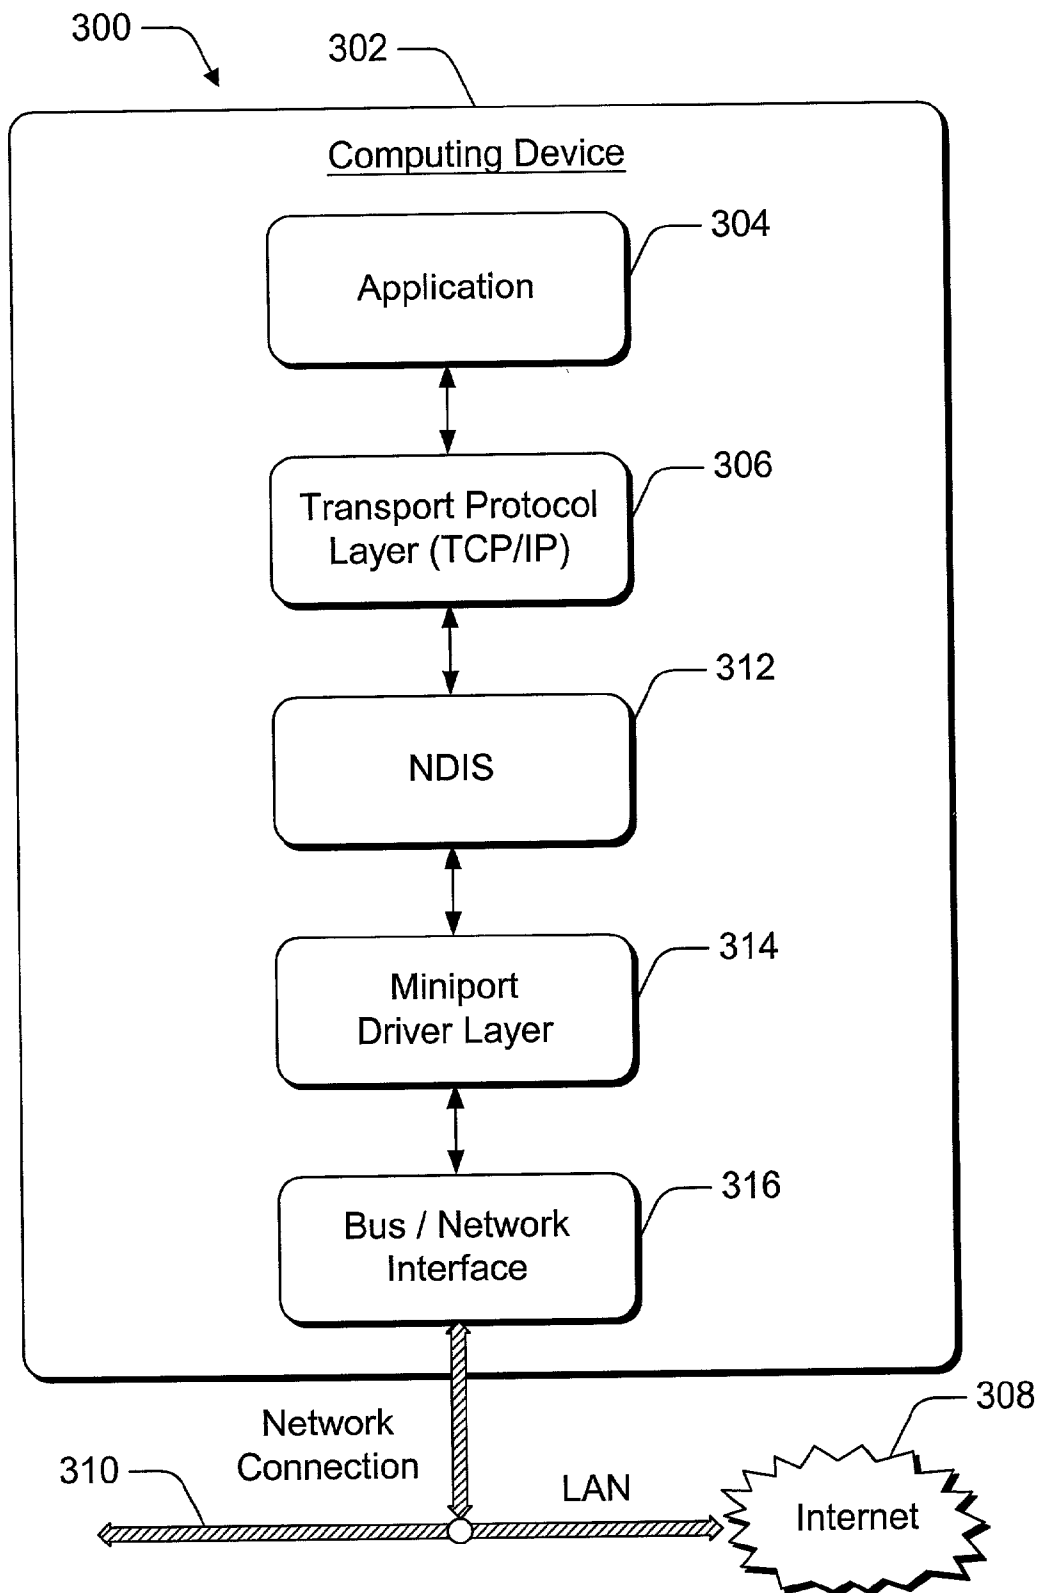 300
302
Computing Device
304
Application
306
Transport Protocol
Layer (TCP/IP)
312
NDIS
314
Miniport
Driver Layer
316
Bus / Network
Interface
308
Network
Connection
310
LAN
Internet